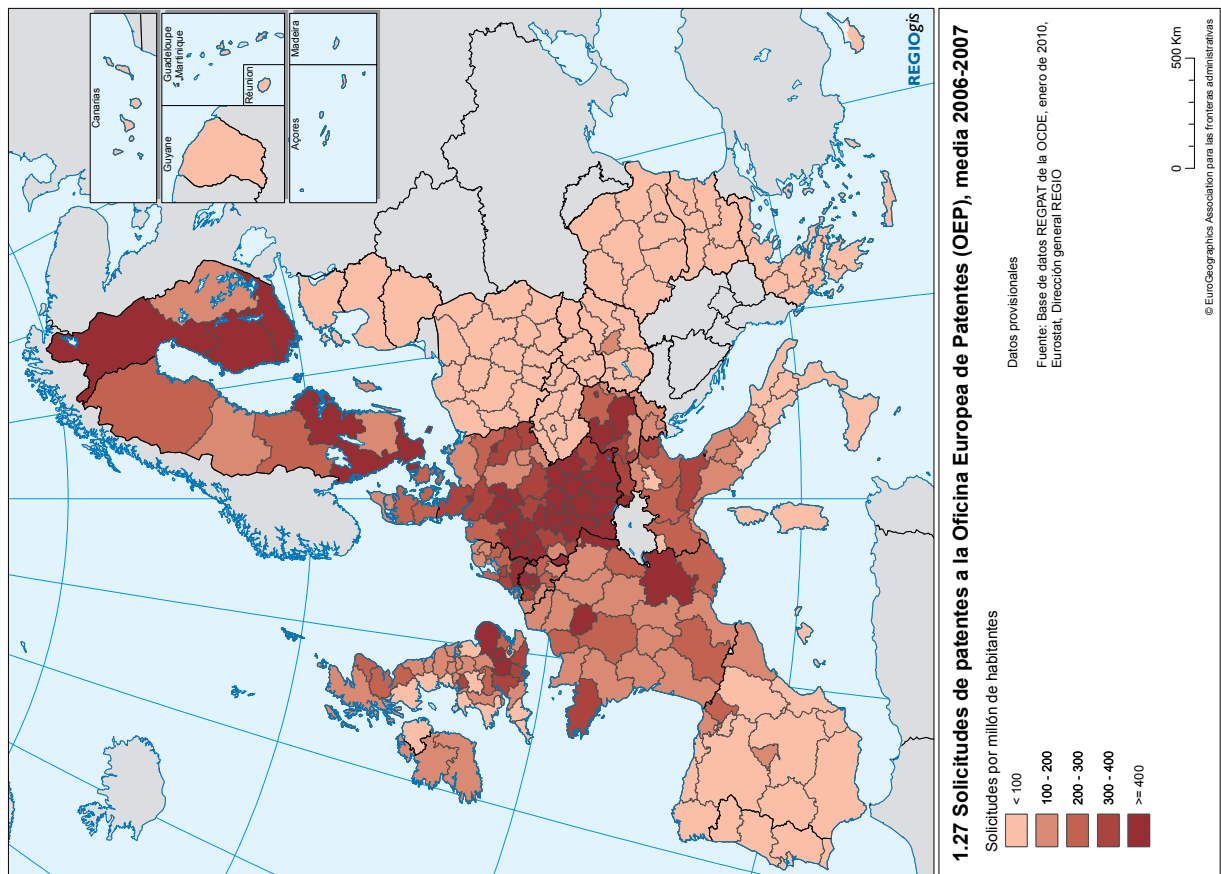 1.27 Solicitudes de patentes a la Oficina Europea de Patentes (OEP), media 2006-2007
Solicitudes por millón de habitantes
< 100
100 - 200
200 - 300
300 - 400
>= 400
Datos provisionales
Fuente: Base de datos REGPAT de la OCDE, enero de 2010,
Eurostat, Dirección general REGIO
0
500 Km
© EuroGeographics Association para las fronteras administrativas
REGIOgis
Canarias
Guyane
Guadeloupe
Martinique
Réunion
Açores
Madeira